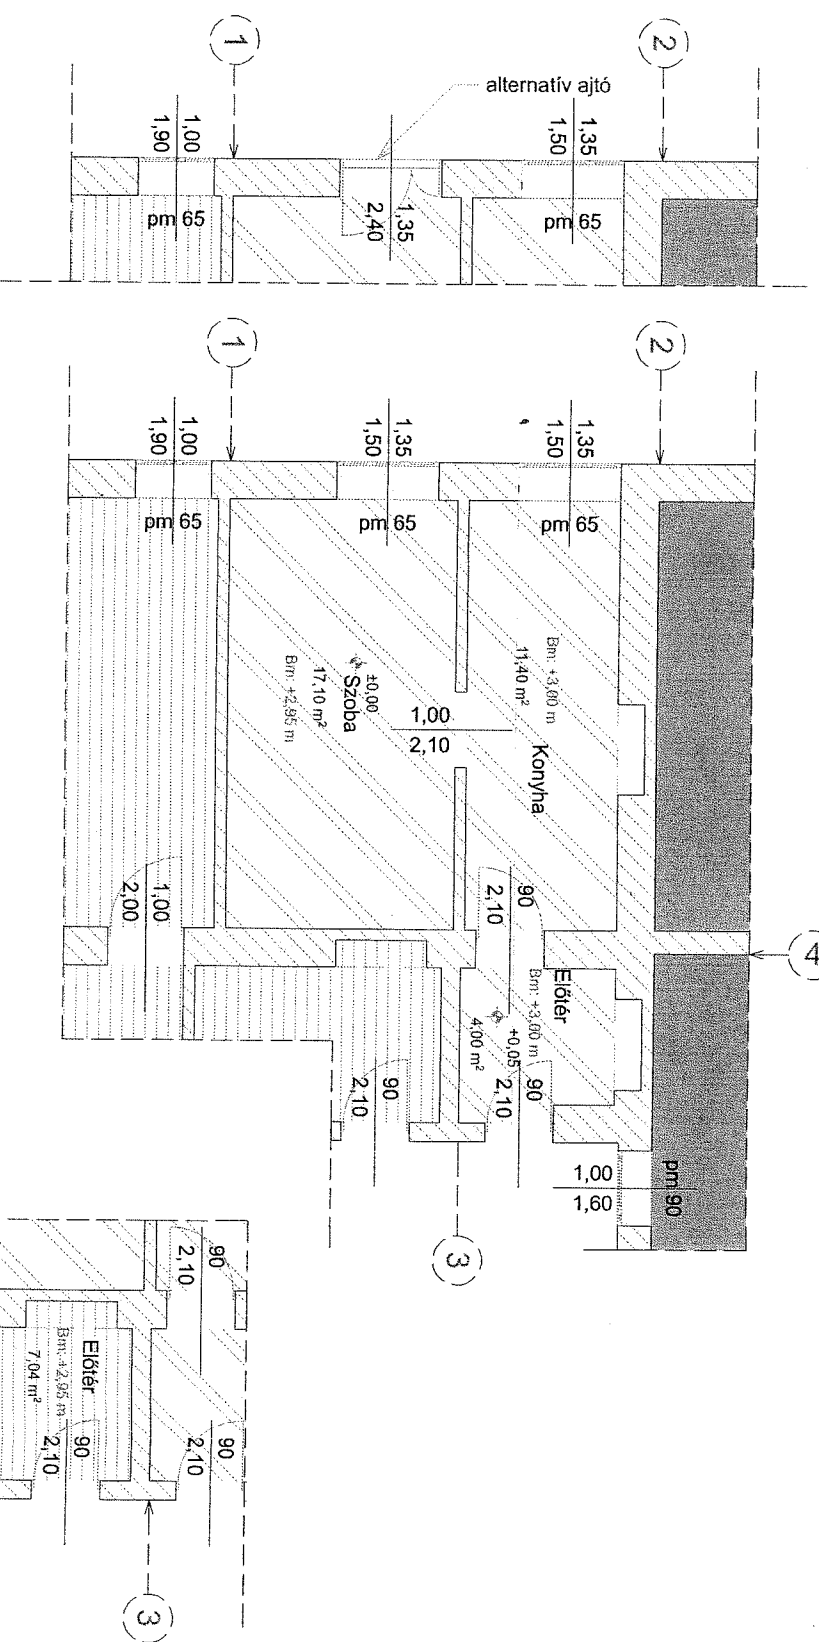 1
2
alternatív ajtó
1,00
1,90
1,35
1,50
pm 65
1,35
2,40
pm 65
1
2
1,00
1,90
1,35
1,50
1,35
1,50
pm 65
pm 65
pm 65
±0,00
Szoba
17,10 m²
Bm: +2,95 m
1,00
2,10
Bm: +3,00 m
11,40 m²
Konyha
1,00
2,00
90
2,10
4
Előtér
Bm: +3,00 m
+0,05
4,00 m²
90
2,10
90
2,10
pm 90
1,00
1,60
3
90
2,10
Előtér
Bm: +2,95 m
7,04 m²
90
2,10
90
2,10
3